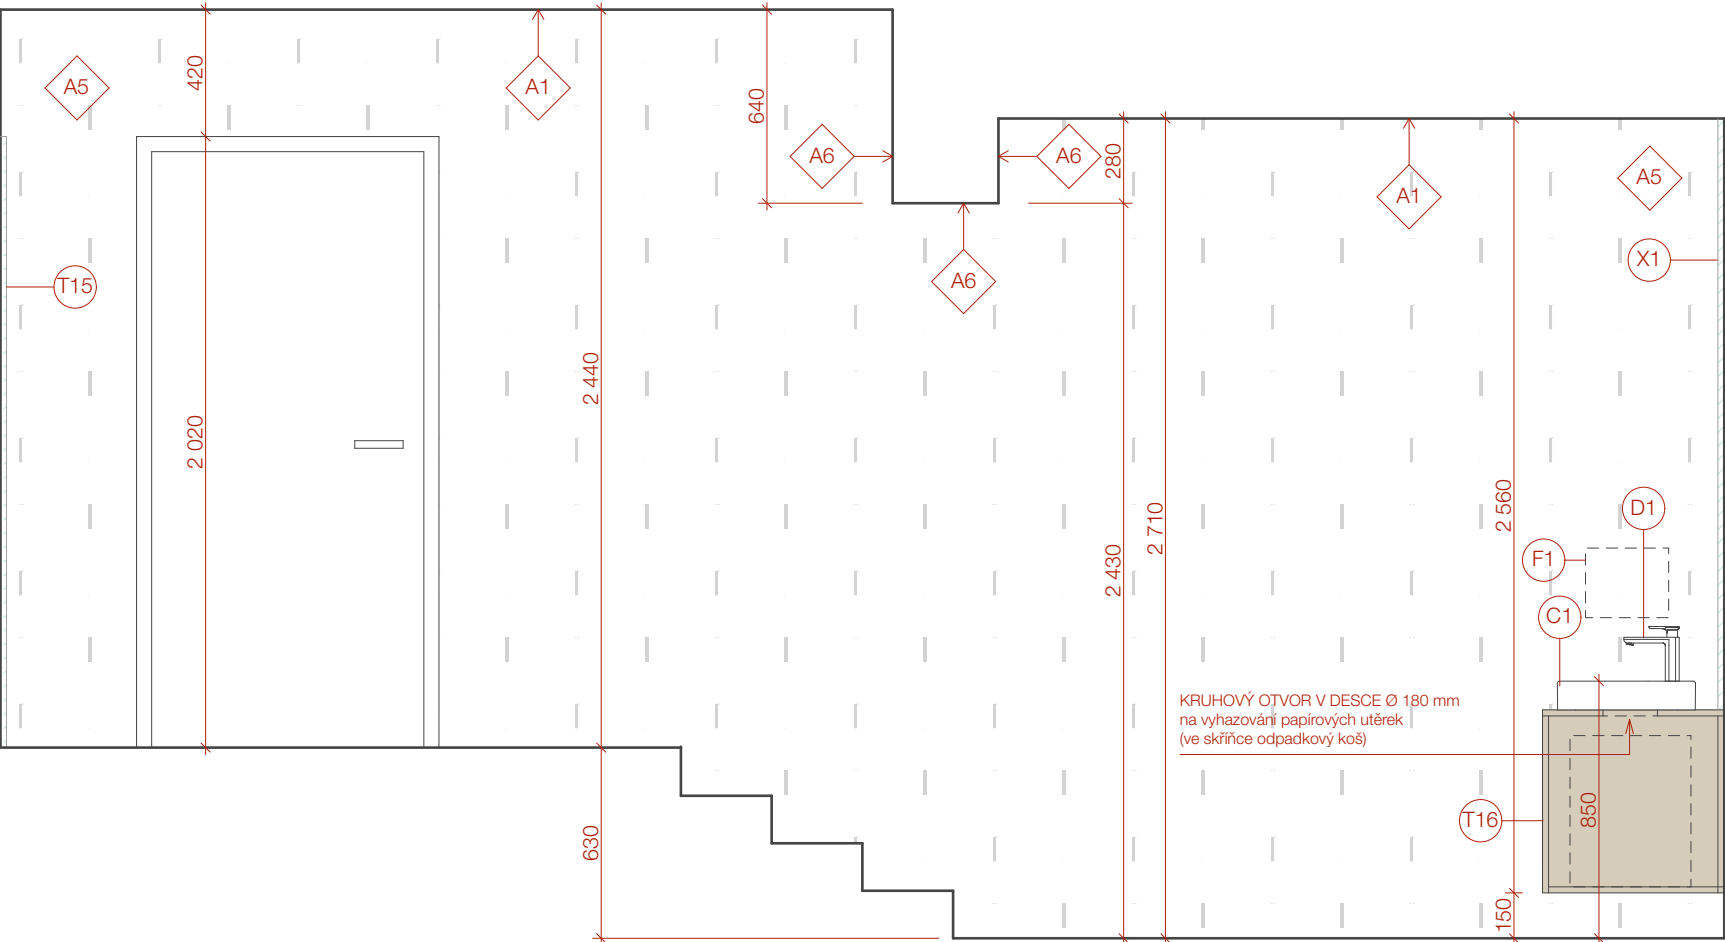 A5
420
A1
640
A6
A6
280
A1
A5
A6
X1
T15
2 440
2 020
2 430
2 710
2 560
D1
F1
C1
KRUHOVÝ OTVOR V DESCE Ø 180 mm
na vyhazování papírových utěrek
(ve skříňce odpadkový koš)
T16
850
630
150